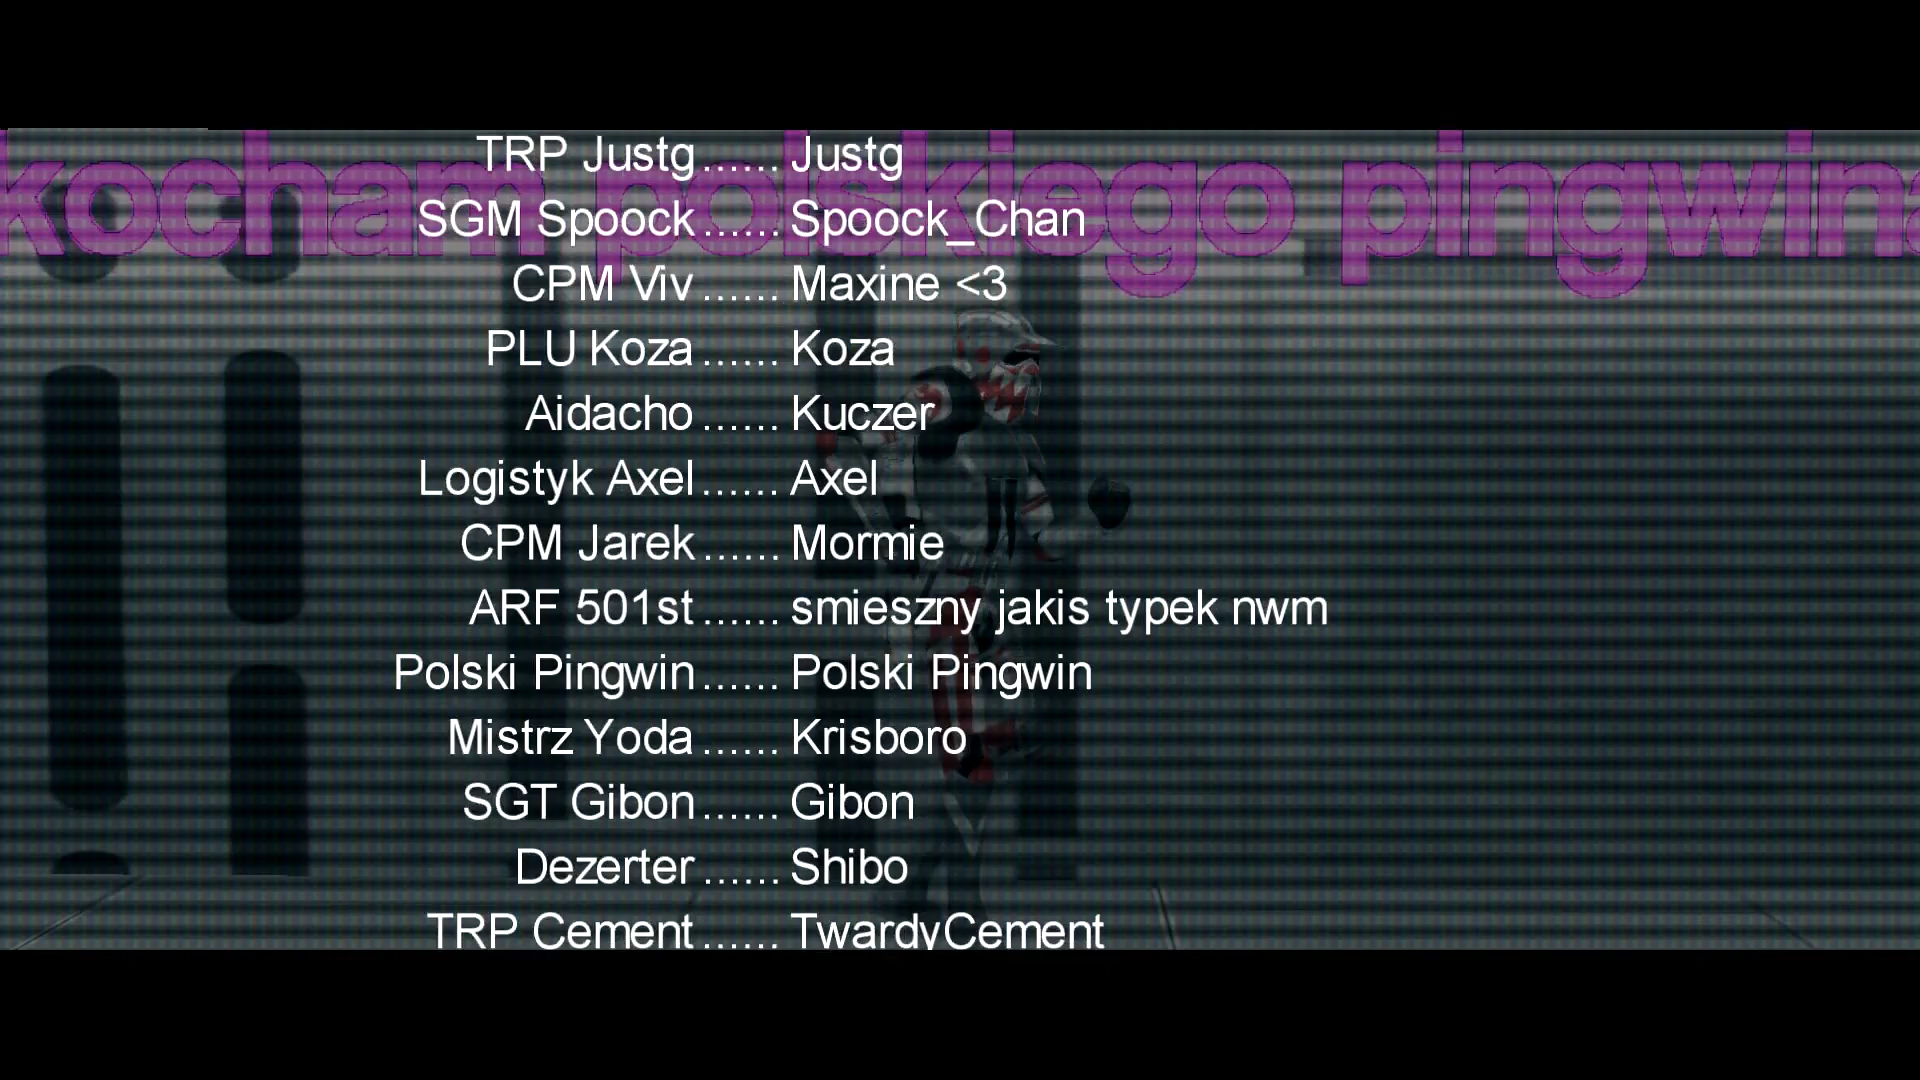 kocham polskiego pingwina
TRP Justg ...... Justg
SGM Spoock ...... Spoock_Chan
CPM Viv ...... Maxine <3
PLU Koza ...... Koza
Aidacho ...... Kuczer
Logistyk Axel ...... Axel
CPM Jarek ...... Mormie
ARF 501st ...... smieszny jakis typek nwm
Polski Pingwin ...... Polski Pingwin
Mistrz Yoda ...... Krisboro
SGT Gibon ...... Gibon
Dezerter ...... Shibo
TRP Cement ...... TwardyCement